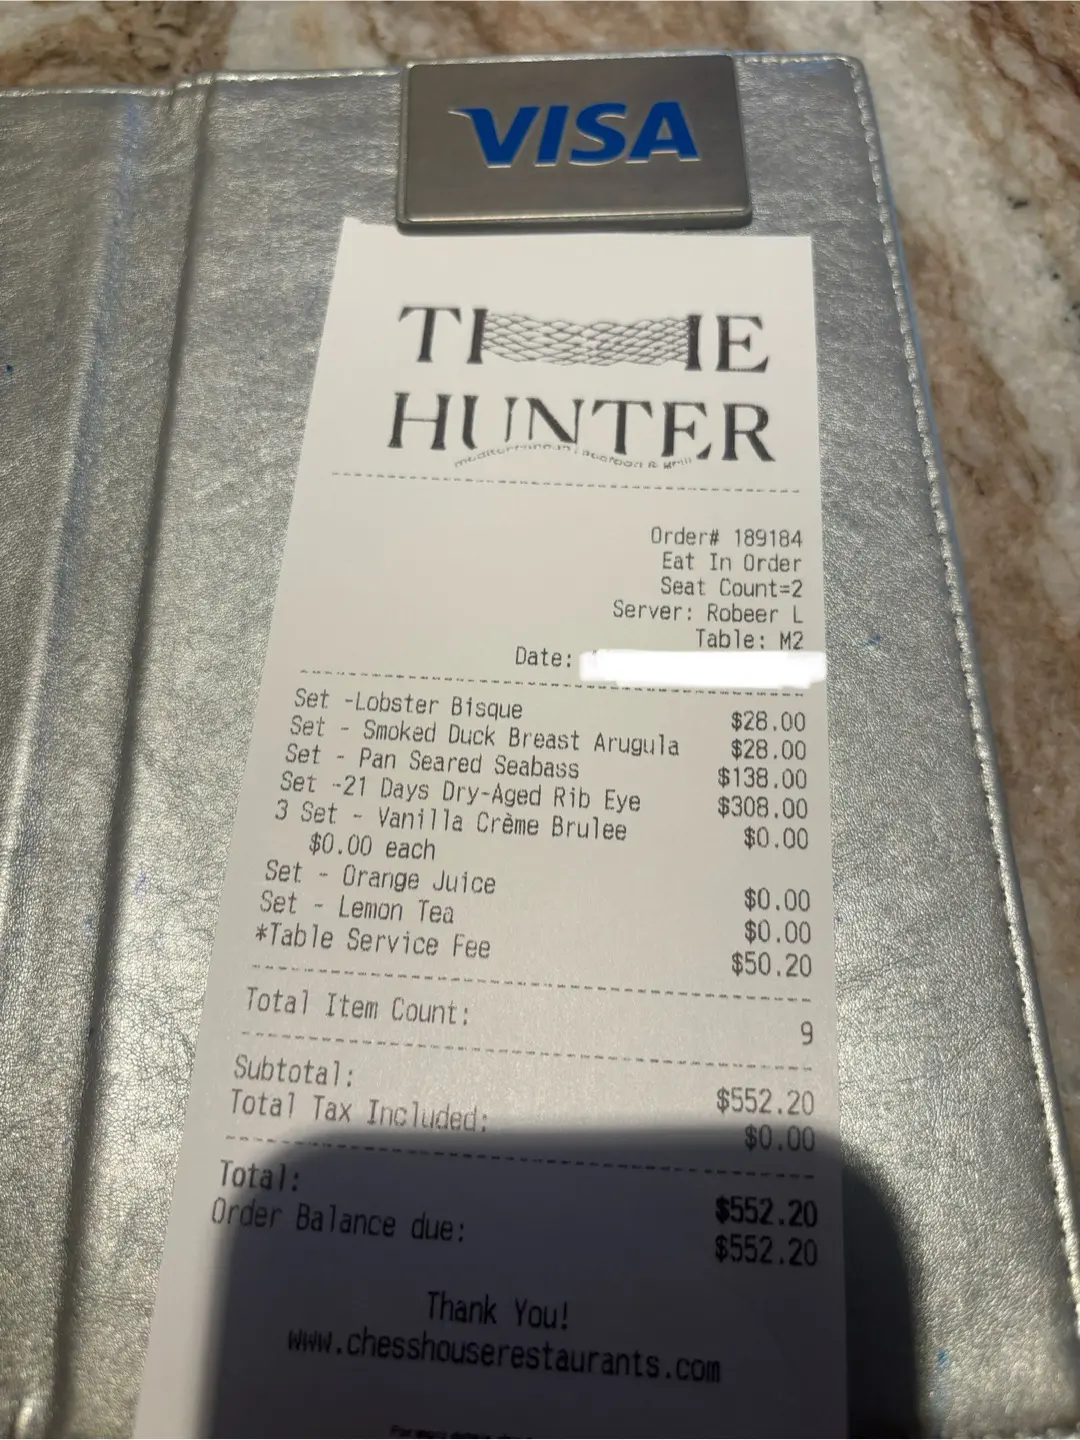 VISA
TIME
HUNTER
mediterranean seafood & grill
Order# 189184
Eat In Order
Seat Count=2
Server: Robeer L
Table: M2
Date:
Set -Lobster Bisque $28.00
Set - Smoked Duck Breast Arugula $28.00
Set - Pan Seared Seabass $138.00
Set -21 Days Dry-Aged Rib Eye $308.00
3 Set - Vanilla Crème Brulee $0.00
$0.00 each
Set - Orange Juice $0.00
Set - Lemon Tea $0.00
*Table Service Fee $50.20
Total Item Count: 9
Subtotal: $552.20
Total Tax Included: $0.00
Total: $552.20
Order Balance due: $552.20
Thank You!
www.chesshouserestaurants.com